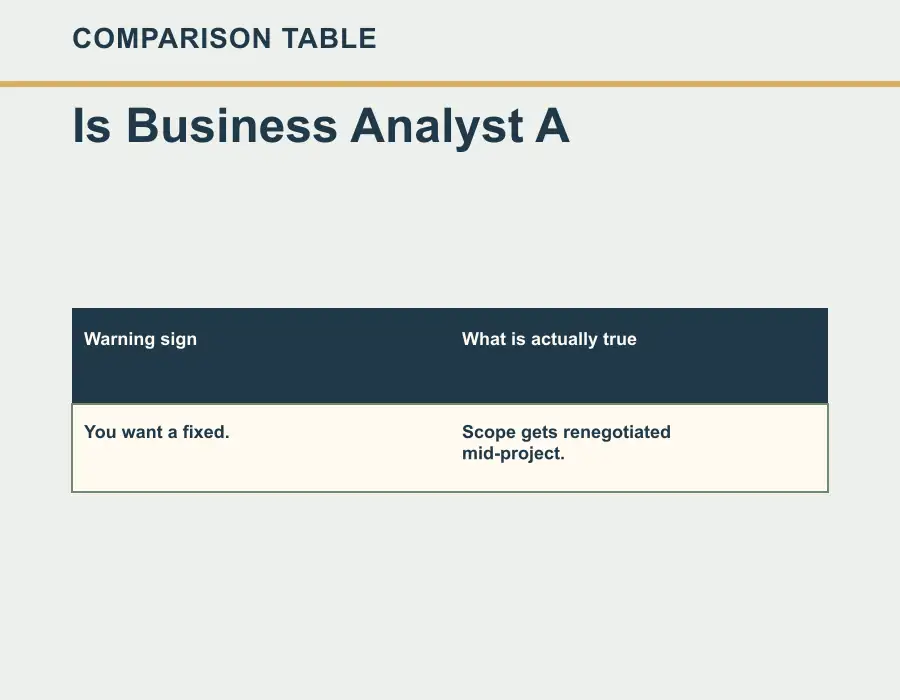 COMPARISON TABLE
Is Business Analyst A
Warning sign
What is actually true
You want a fixed.
Scope gets renegotiated
mid-project.